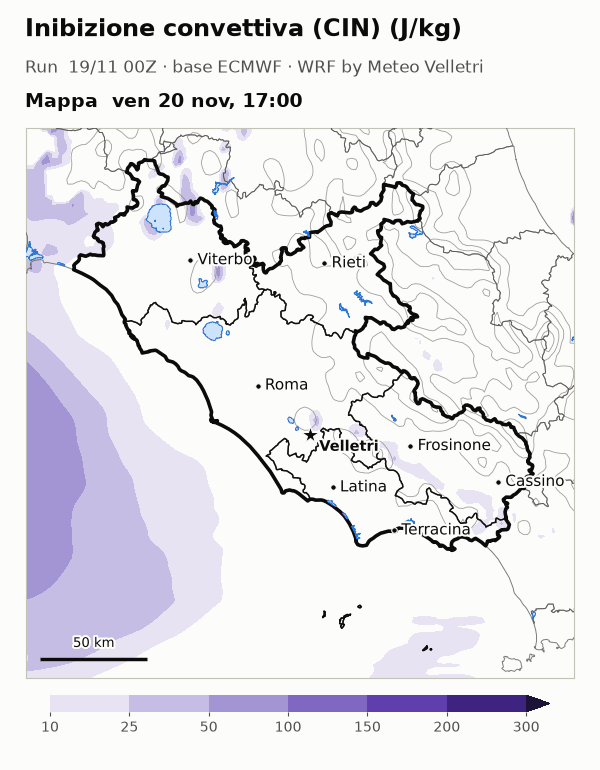 Inibizione convettiva (CIN) (J/kg)
Run 19/11 00Z · base ECMWF · WRF by Meteo Velletri
Mappa ven 20 nov, 17:00
Viterbo
Rieti
Roma
Velletri
Frosinone
Latina
Cassino
Terracina
50 km
10 25 50 100 150 200 300